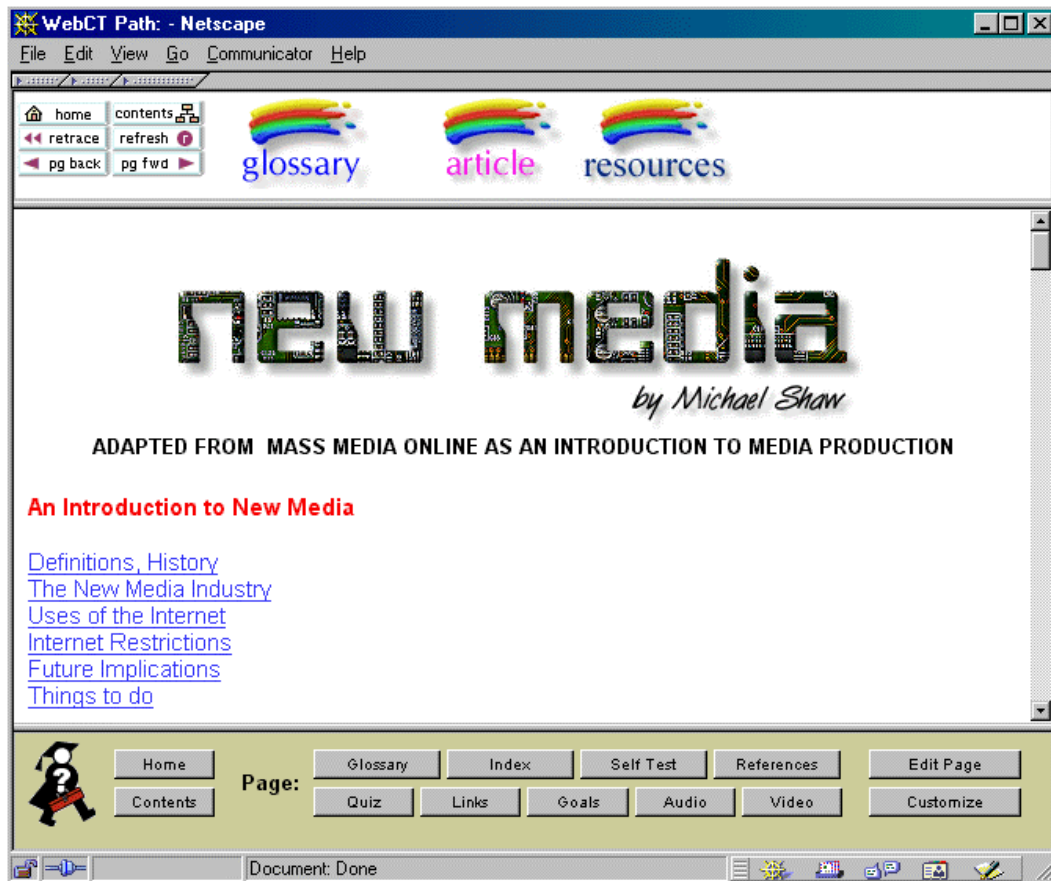 WebCT Path: - Netscape
File Edit View Go Communicator Help
home contents
retrace refresh r
pg back pg fwd
glossary article resources
new media
by Michael Shaw
ADAPTED FROM MASS MEDIA ONLINE AS AN INTRODUCTION TO MEDIA PRODUCTION
An Introduction to New Media
Definitions, History
The New Media Industry
Uses of the Internet
Internet Restrictions
Future Implications
Things to do
?
Home Page: Glossary Index Self Test References Edit Page
Contents Quiz Links Goals Audio Video Customize
Document: Done